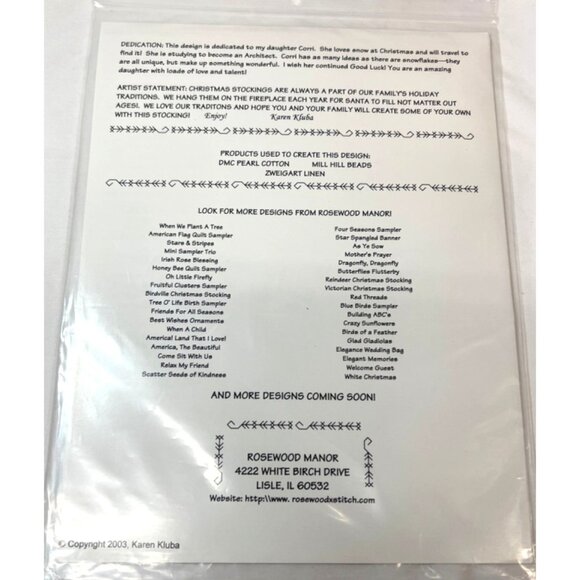 DEDICATION: This design is dedicated to my daughter Corri. She loves snow at Christmas and will travel to
find it! She is studying to become an Architect. Corri has as many ideas as there are snowflakes—they
are all unique, but make up something wonderful. I wish her continued Good Luck! You are an amazing
daughter with loads of love and talent!
ARTIST STATEMENT: CHRISTMAS STOCKINGS ARE ALWAYS A PART OF OUR FAMILY'S HOLIDAY
TRADITIONS. WE HANG THEM ON THE FIREPLACE EACH YEAR FOR SANTA TO FILL NOT MATTER OUT
AGES!. WE LOVE OUR TRADITONS AND HOPE YOU AND YOUR FAMILY WILL CREATE SOME OF YOUR OWN
WITH THIS STOCKING! Enjoy! Karen Kluba
PRODUCTS USED TO CREATE THIS DESIGN:
DMC PEARL COTTON MILL HILL BEADS
ZWEIGART LINEN
LOOK FOR MORE DESIGNS FROM ROSEWOOD MANOR!
When We Plant A Tree
American Flag Quilt Sampler
Stars & Stripes
Mini Sampler Trio
Irish Rose Blessing
Honey Bee Quilt Sampler
Oh Little Firefly
Fruitful Clusters Sampler
Birdville Christmas Stocking
Tree O' Life Birth Sampler
Friends For All Seasons
Best Wishes Ornaments
When A Child
America! Land That I Love!
America, The Beautiful
Come Sit With Us
Relax My Friend
Scatter Seeds of Kindness
Four Seasons Sampler
Star Spangled Banner
As Ye Sow
Mother's Prayer
Dragonfly, Dragonfly
Butterflies Flutterby
Reindeer Christmas Stocking
Victorian Christmas Stocking
Red Threads
Blue Birds Sampler
Building ABC's
Crazy Sunflowers
Birds of a Feather
Glad Gladiolas
Elegance Wedding Bag
Elegant Memories
Welcome Guest
White Christmas
AND MORE DESIGNS COMING SOON!
ROSEWOOD MANOR
4222 WHITE BIRCH DRIVE
LISLE, IL 60532
Website: http:\\www. rosewoodxstitch.com
© Copyright 2003, Karen Kluba